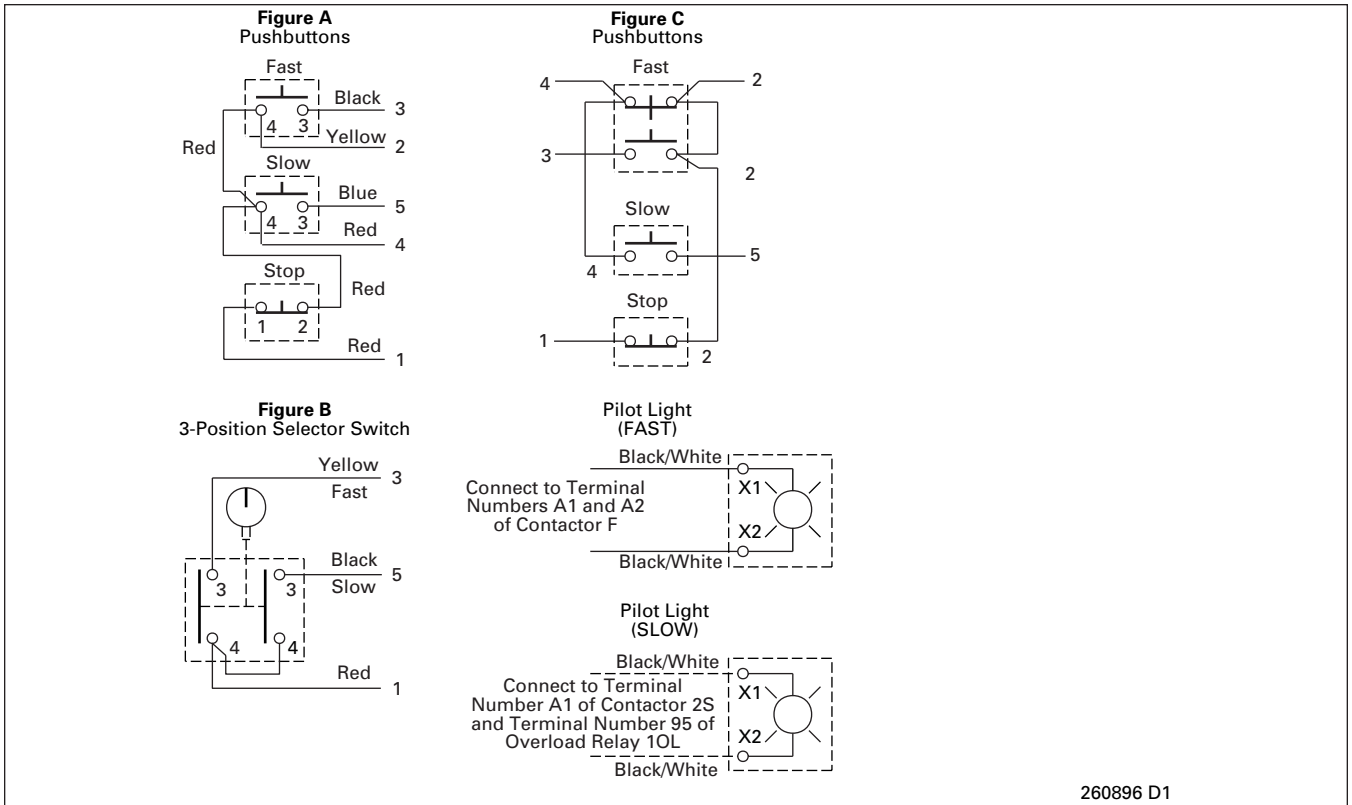 Figure A
Pushbuttons
Fast
Black
3
4
3
Yellow
2
Red
Slow
Blue
5
4
3
Red
4
Stop
Red
1
2
Red
1
Figure C
Pushbuttons
Fast
4
2
3
2
Slow
4
5
Stop
1
2
Figure B
3-Position Selector Switch
Yellow
3
Fast
3
3
Black
5
Slow
4
4
Red
1
Pilot Light
(FAST)
Black/White
X1
Connect to Terminal
Numbers A1 and A2
of Contactor F
X2
Black/White
Pilot Light
(SLOW)
Black/White
X1
Connect to Terminal
Number A1 of Contactor 2S
and Terminal Number 95 of
Overload Relay 1OL
X2
Black/White
260896 D1